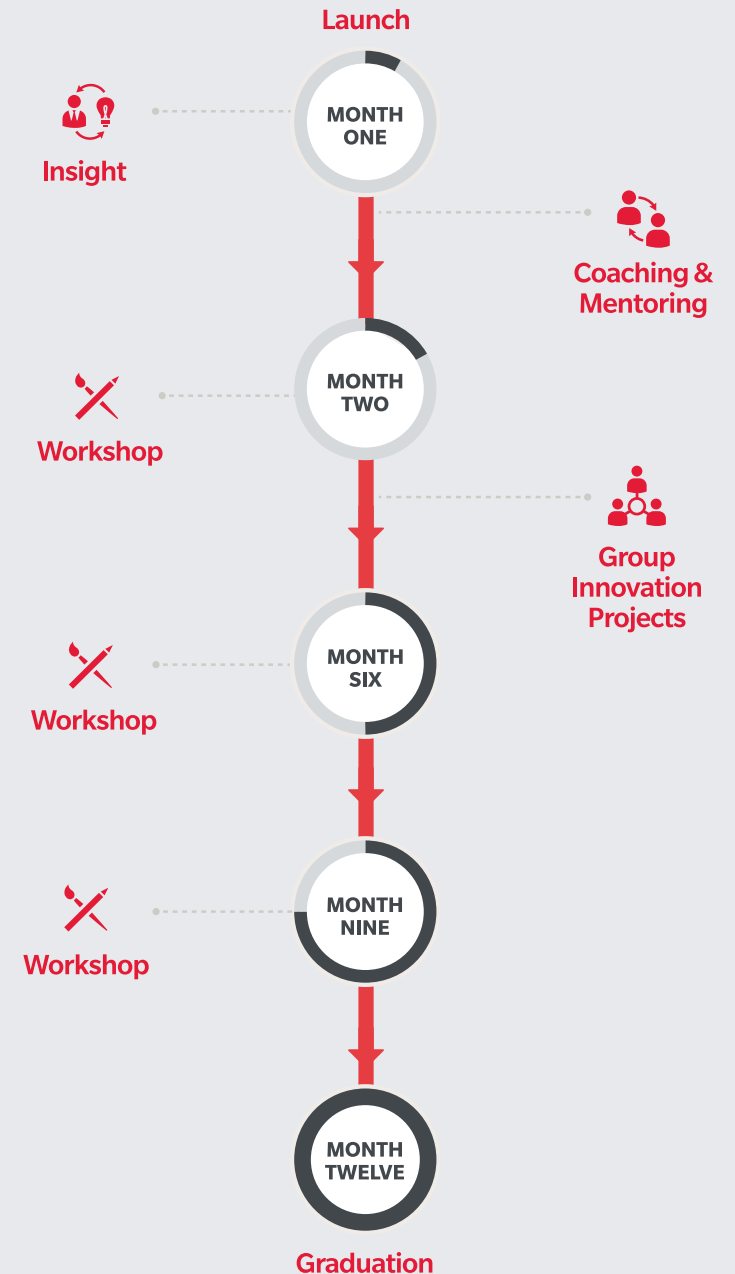 Launch
MONTH
ONE
Insight
Coaching &
Mentoring
MONTH
TWO
Workshop
Group
Innovation
Projects
MONTH
SIX
Workshop
MONTH
NINE
Workshop
MONTH
TWELVE
Graduation